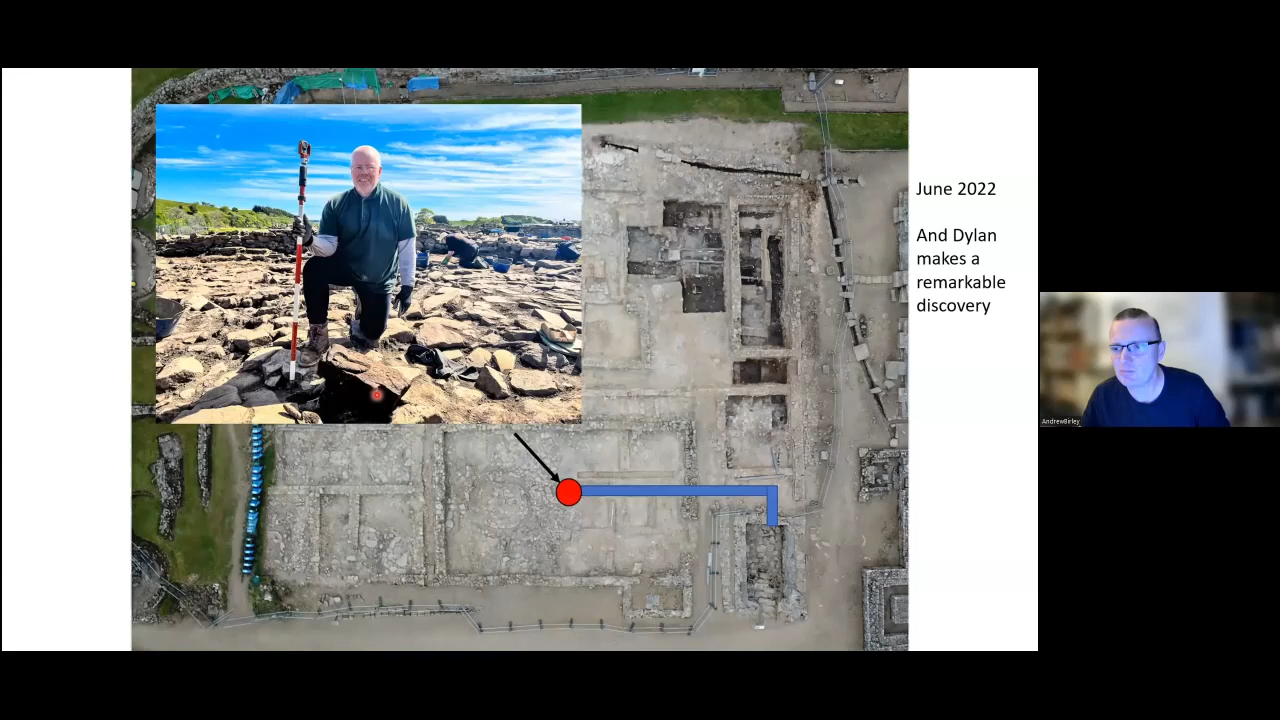 June 2022
And Dylan
makes a
remarkable
discovery
AndrewBirley